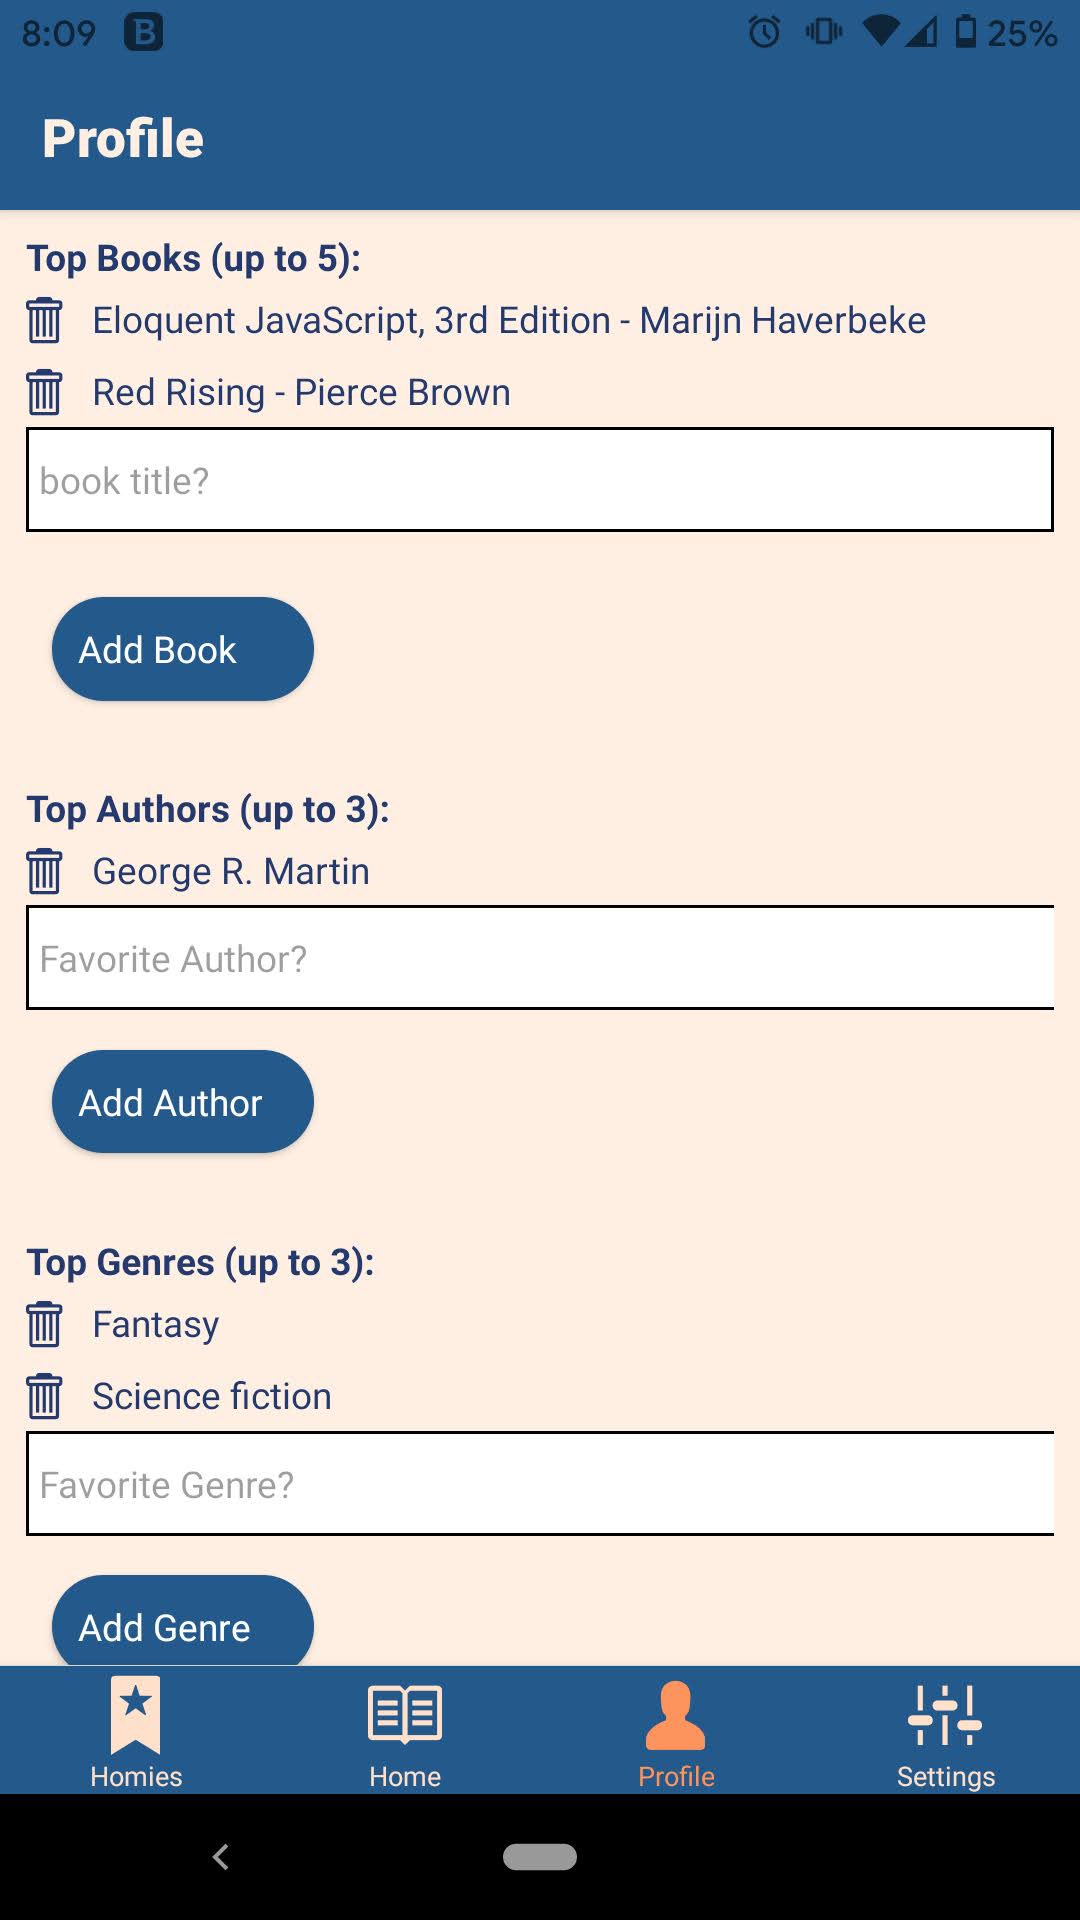 8:09 B 25%
Profile
Top Books (up to 5):
Eloquent JavaScript, 3rd Edition - Marijn Haverbeke
Red Rising - Pierce Brown
book title?
Add Book
Top Authors (up to 3):
George R. Martin
Favorite Author?
Add Author
Top Genres (up to 3):
Fantasy
Science fiction
Favorite Genre?
Add Genre
Homies Home Profile Settings